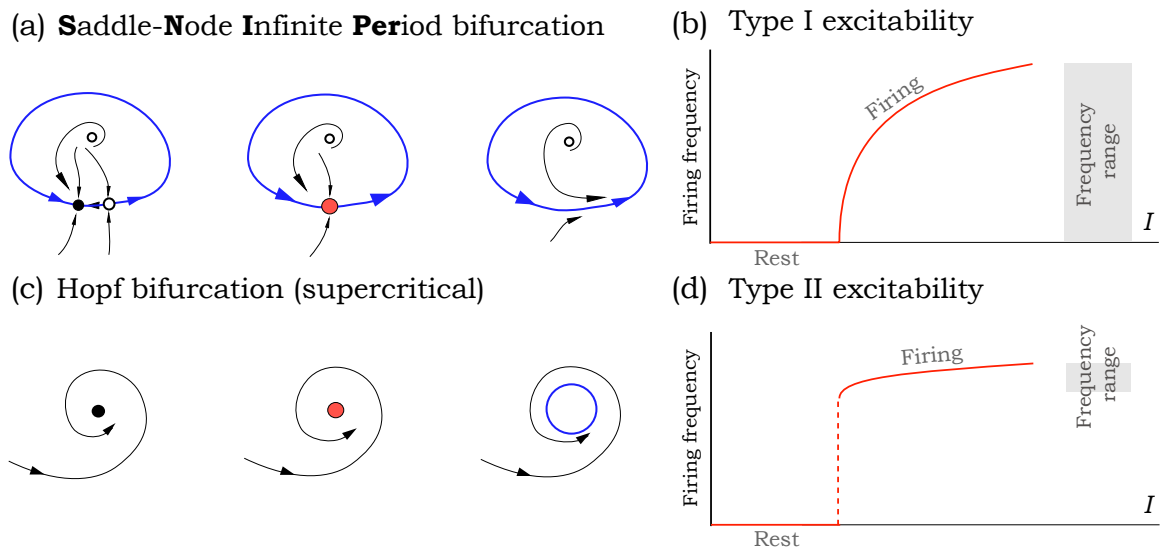 (a) Saddle-Node Infinite Period bifurcation
(b) Type I excitability
Firing frequency
Firing
Rest
Frequency
range
I
(c) Hopf bifurcation (supercritical)
(d) Type II excitability
Firing frequency
Firing
Rest
Frequency
range
I